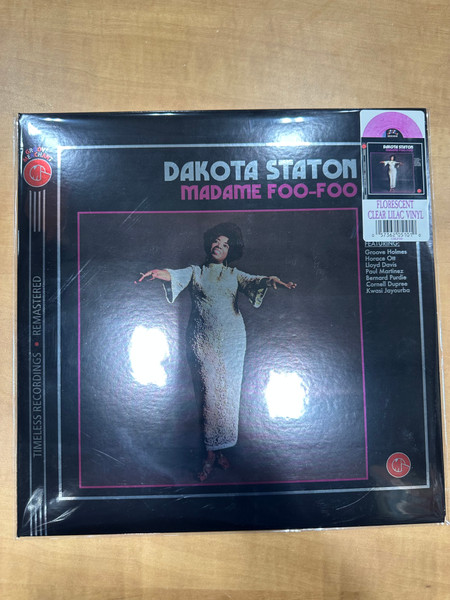 DAKOTA STATON
MADAME FOO-FOO
FLORESCENT
CLEAR LILAC VINYL
FEATURING:
Groove Holmes
Horace Ott
Lloyd Davis
Paul Martinez
Bernard Purdie
Cornell Dupree
Kwasi Jayourba
TIMELESS RECORDINGS • REMASTERED